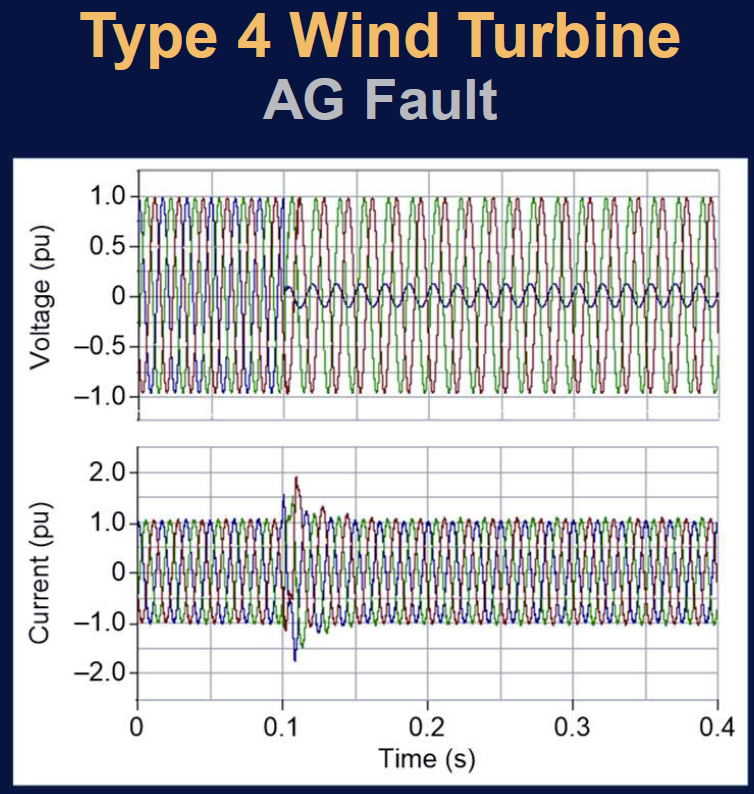 Type 4 Wind Turbine
AG Fault
Voltage (pu)
1.0
0.5
0
–0.5
–1.0
Current (pu)
2.0
1.0
0
–1.0
–2.0
0 0.1 0.2 0.3 0.4
Time (s)